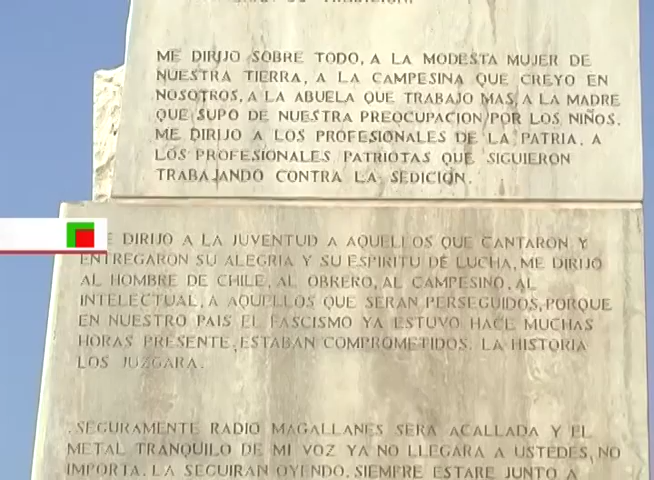 ME DIRIJO SOBRE TODO, A LA MODESTA MUJER DE
NUESTRA TIERRA, A LA CAMPESINA QUE CREYO EN
NOSOTROS, A LA ABUELA QUE TRABAJO MAS, A LA MADRE
QUE SUPO DE NUESTRA PREOCUPACION POR LOS NIÑOS.
ME DIRIJO A LOS PROFESIONALES DE LA PATRIA, A
LOS PROFESIONALES PATRIOTAS QUE SIGUIERON
TRABAJANDO CONTRA LA SEDICION.
DIRIJO A LA JUVENTUD A AQUELLOS QUE CANTARON Y
ENTREGARON SU ALEGRIA Y SU ESPIRITU DE LUCHA, ME DIRIJO
AL HOMBRE DE CHILE, AL OBRERO, AL CAMPESINO, AL
INTELECTUAL, A AQUELLOS QUE SERAN PERSEGUIDOS, PORQUE
EN NUESTRO PAIS EL FASCISMO YA ESTUVO HACE MUCHAS
HORAS PRESENTE, ESTABAN COMPROMETIDOS. LA HISTORIA
LOS JUZGARA.
SEGURAMENTE RADIO MAGALLANES SERA ACALLADA Y EL
METAL TRANQUILO DE MI VOZ YA NO LLEGARA A USTEDES, NO
IMPORTA. LA SEGUIRAN OYENDO. SIEMPRE ESTARE JUNTO A